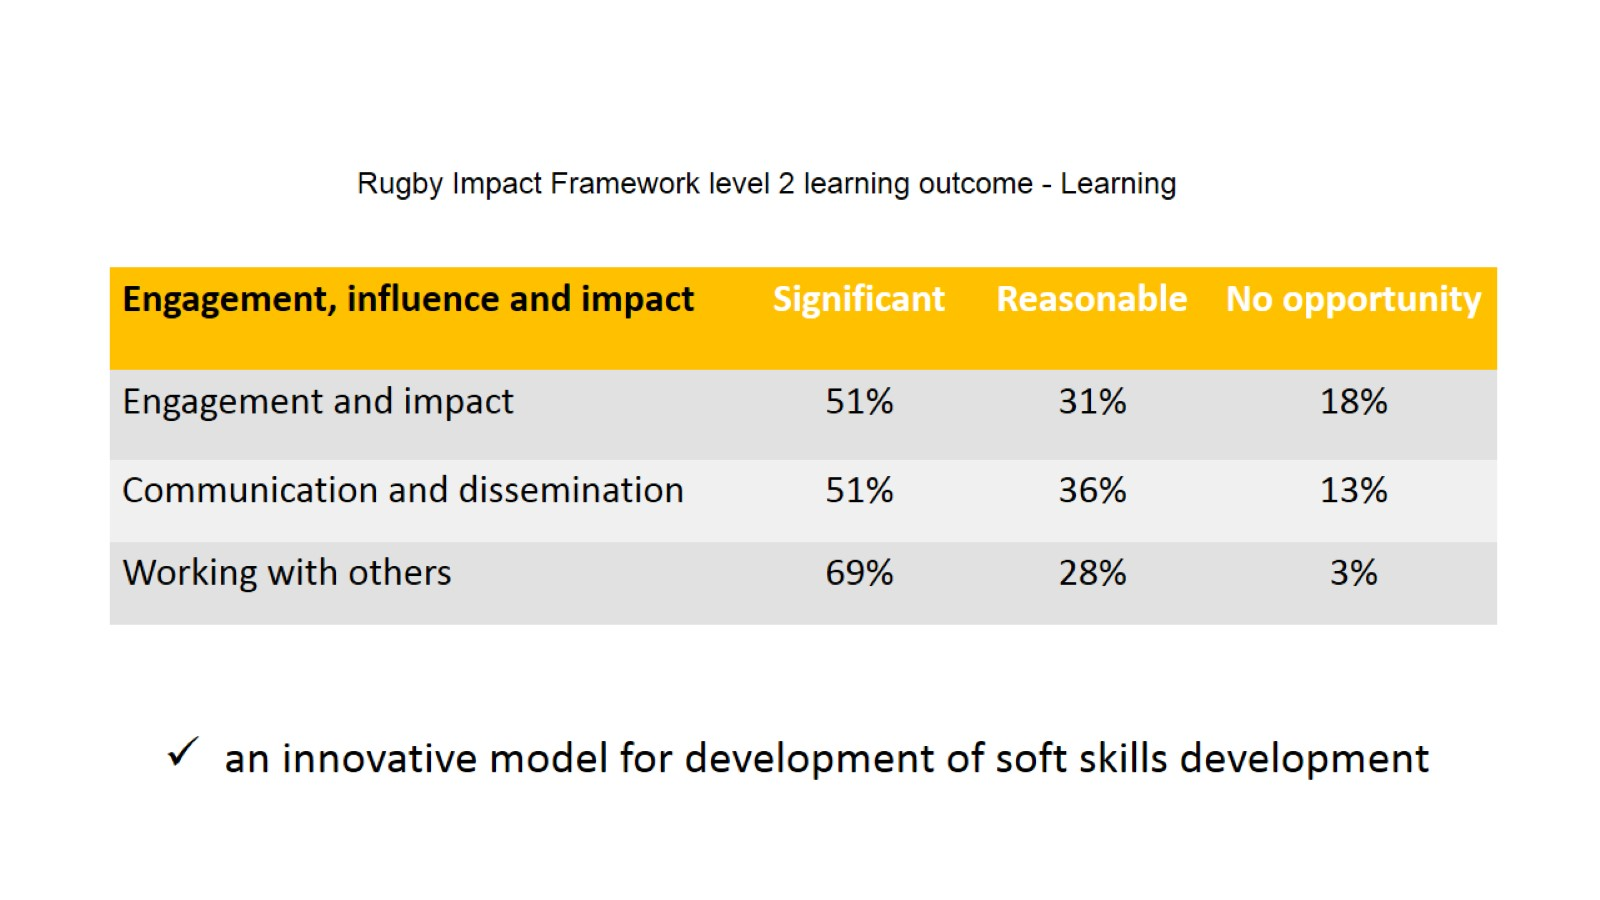 Rugby Impact Framework level 2 learning outcome - Learning
Engagement, influence and impact Significant Reasonable No opportunity
Engagement and impact 51% 31% 18%
Communication and dissemination 51% 36% 13%
Working with others 69% 28% 3%
✓ an innovative model for development of soft skills development